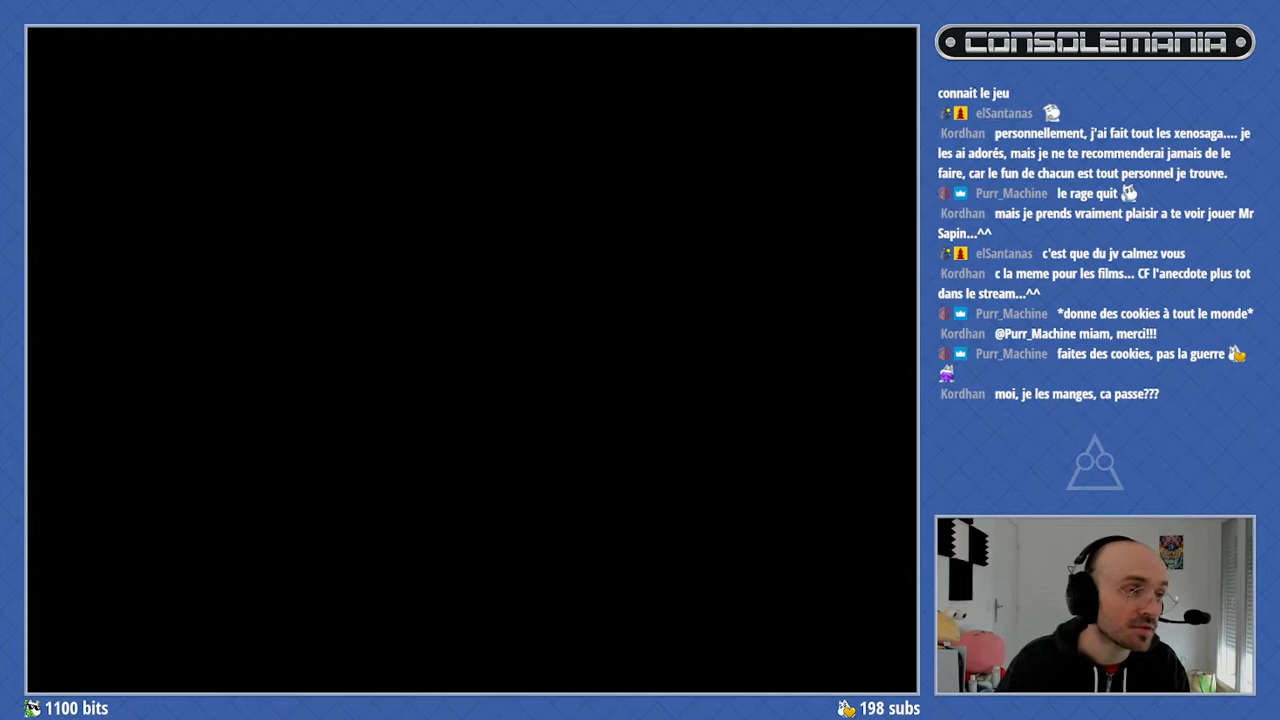 CONSOLEMANIA
connait le jeu
elSantanas
Kordhan personnellement, j'ai fait tout les xenosaga.... je
les ai adorés, mais je ne te recommenderai jamais de le
faire, car le fun de chacun est tout personnel je trouve.
Purr_Machine le rage quit
Kordhan mais je prends vraiment plaisir a te voir jouer Mr
Sapin...^^
elSantanas c'est que du jv calmez vous
Kordhan c la meme pour les films... CF l'anecdote plus tot
dans le stream...^^
Purr_Machine *donne des cookies à tout le monde*
Kordhan @Purr_Machine miam, merci!!!
Purr_Machine faites des cookies, pas la guerre
Kordhan moi, je les manges, ca passe???
1100 bits
198 subs